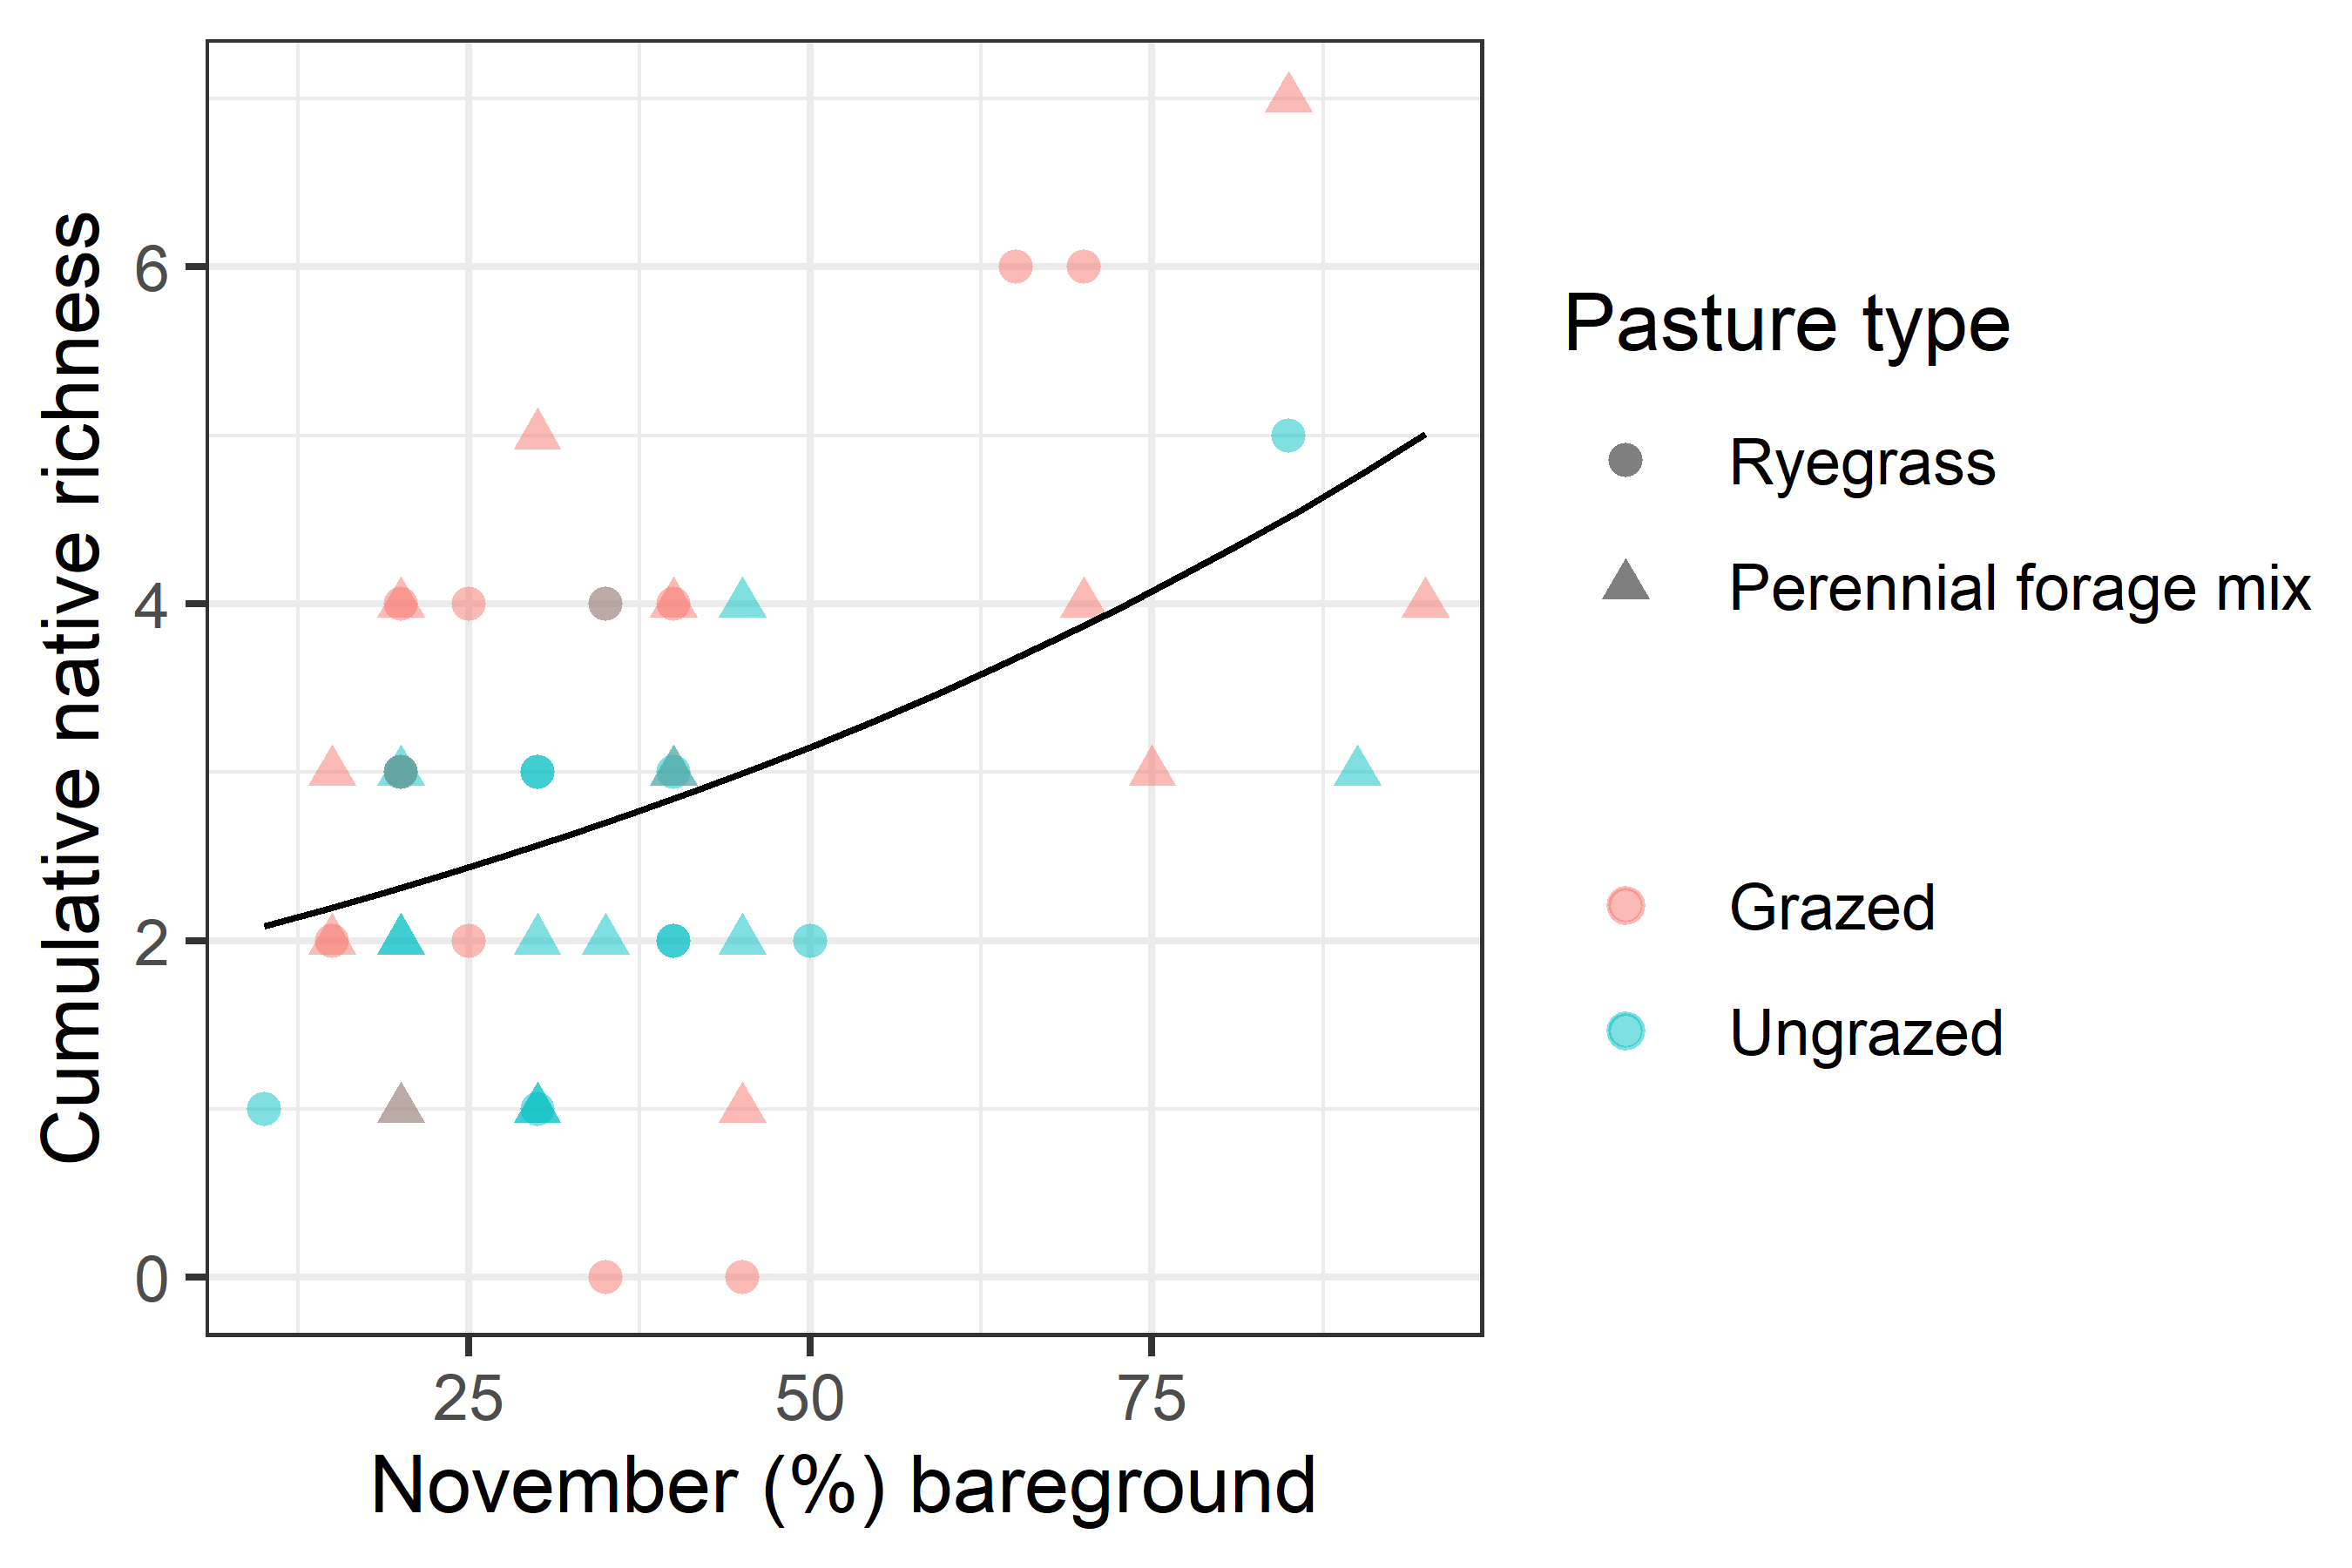 Cumulative native richness
6
4
2
0
25 50 75
November (%) bareground
Pasture type
Ryegrass
Perennial forage mix
Grazed
Ungrazed